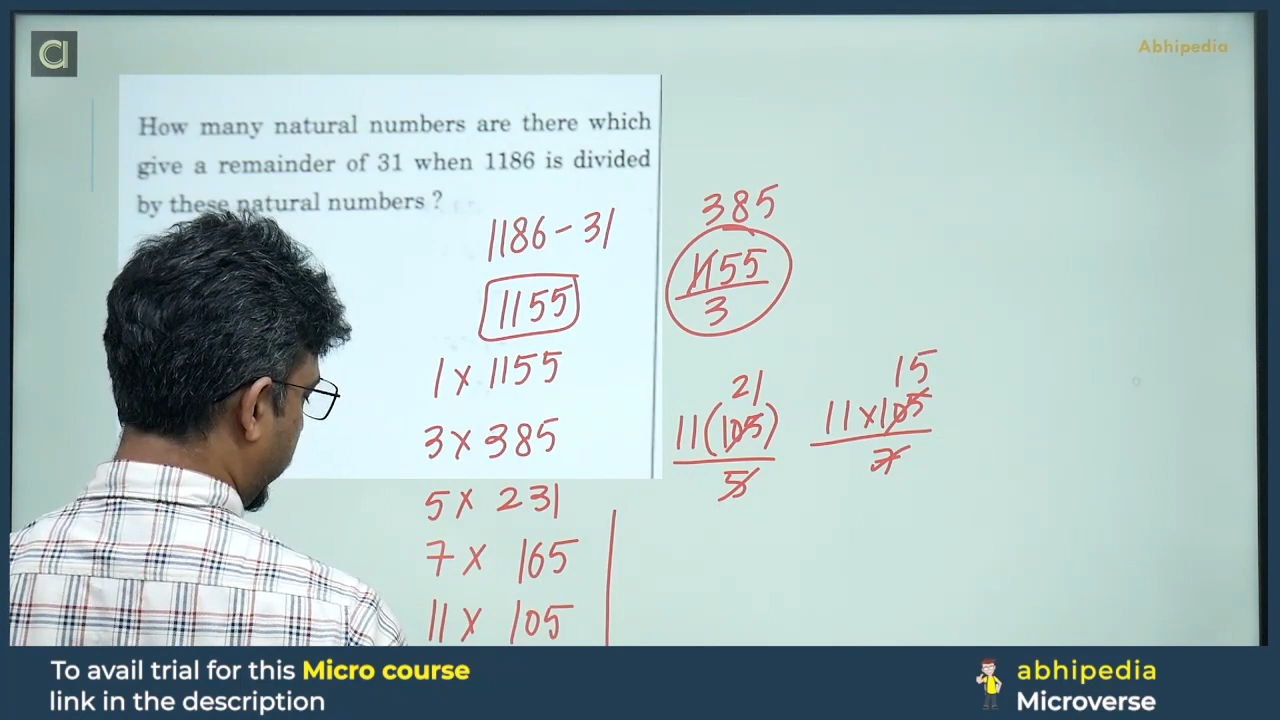 Abhipedia
How many natural numbers are there which
give a remainder of 31 when 1186 is divided
by these natural numbers ?
1186 - 31
1155
1 x 1155
3 x 385
5 x 231
7 x 165
11 x 105
385
1155
3
21
11(105)
5
15
11 x 105
7
To avail trial for this Micro course
link in the description
abhipedia
Microverse